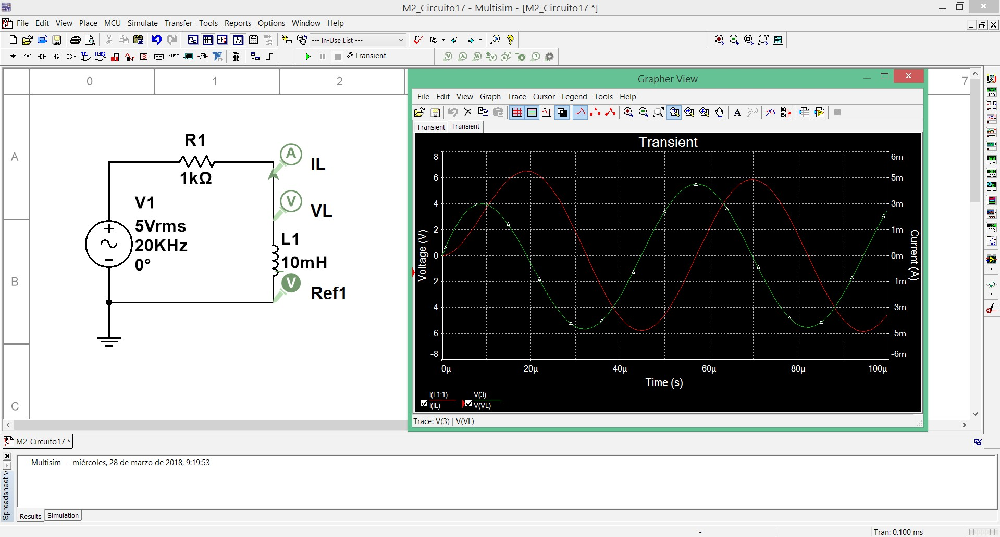 M2_Circuito17 - Multisim - [M2_Circuito17 *]
File Edit View Place MCU Simulate Transfer Tools Reports Options Window Help
--- In-Use List ---
MISC Transient
0 1 2 7
A
B
C
R1
1kΩ
A IL
V VL
V1
5Vrms
20KHz
0°
L1
10mH
V Ref1
Grapher View
File Edit View Graph Trace Cursor Legend Tools Help
Transient Transient
Transient
8 6m
6 5m
4 3m
2 1m
0 0m
-2 -1m
-4 -3m
-6 -5m
-8 -6m
Voltage (V)
Current (A)
0µ 20µ 40µ 60µ 80µ 100µ
Time (s)
I(L1:1) V(3)
I(IL) V(VL)
Trace: V(3) | V(VL)
M2_Circuito17 *
Multisim - miércoles, 28 de marzo de 2018, 9:19:53
Spreadsheet V
Results Simulation
- Tran: 0.100 ms